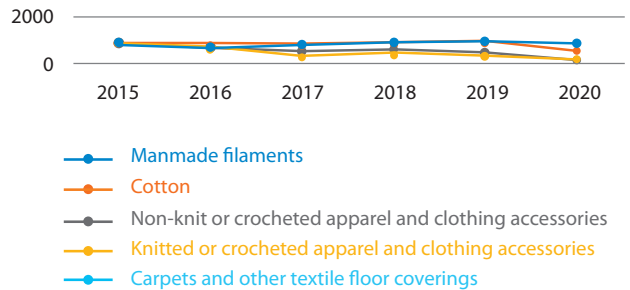 2000
0
2015 2016 2017 2018 2019 2020
Manmade filaments
Cotton
Non-knit or crocheted apparel and clothing accessories
Knitted or crocheted apparel and clothing accessories
Carpets and other textile floor coverings